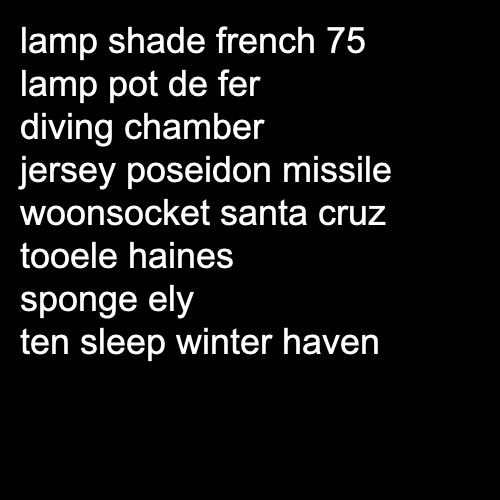 lamp shade french 75
lamp pot de fer
diving chamber
jersey poseidon missile
woonsocket santa cruz
tooele haines
sponge ely
ten sleep winter haven